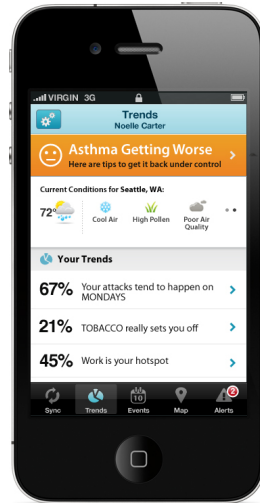 VIRGIN 3G
Trends
Noelle Carter
Asthma Getting Worse
Here are tips to get it back under control
Current Conditions for Seattle, WA:
72°
Cool Air
High Pollen
Poor Air
Quality
Your Trends
67% Your attacks tend to happen on
MONDAYS
21% TOBACCO really sets you off
45% Work is your hotspot
10
2
Sync Trends Events Map Alerts